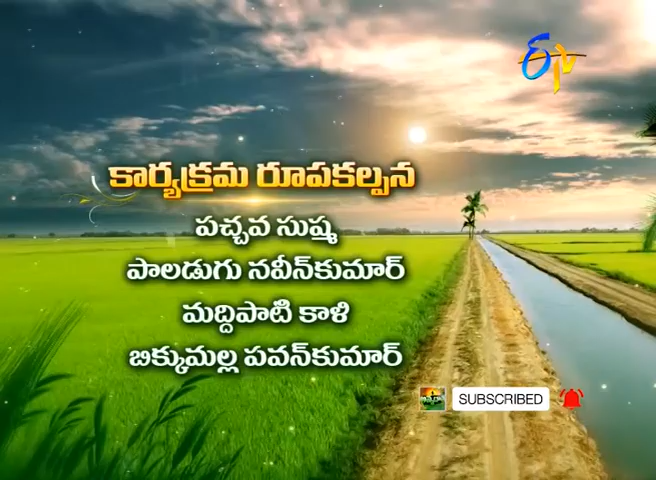 ఈ టీవీ
కార్యక్రమ రూపకల్పన
పచ్చవ సుష్మ
పాలడుగు నవీన్‌కుమార్
మద్దిపాటి కాళి
బిక్కుమల్ల పవన్‌కుమార్
SUBSCRIBED